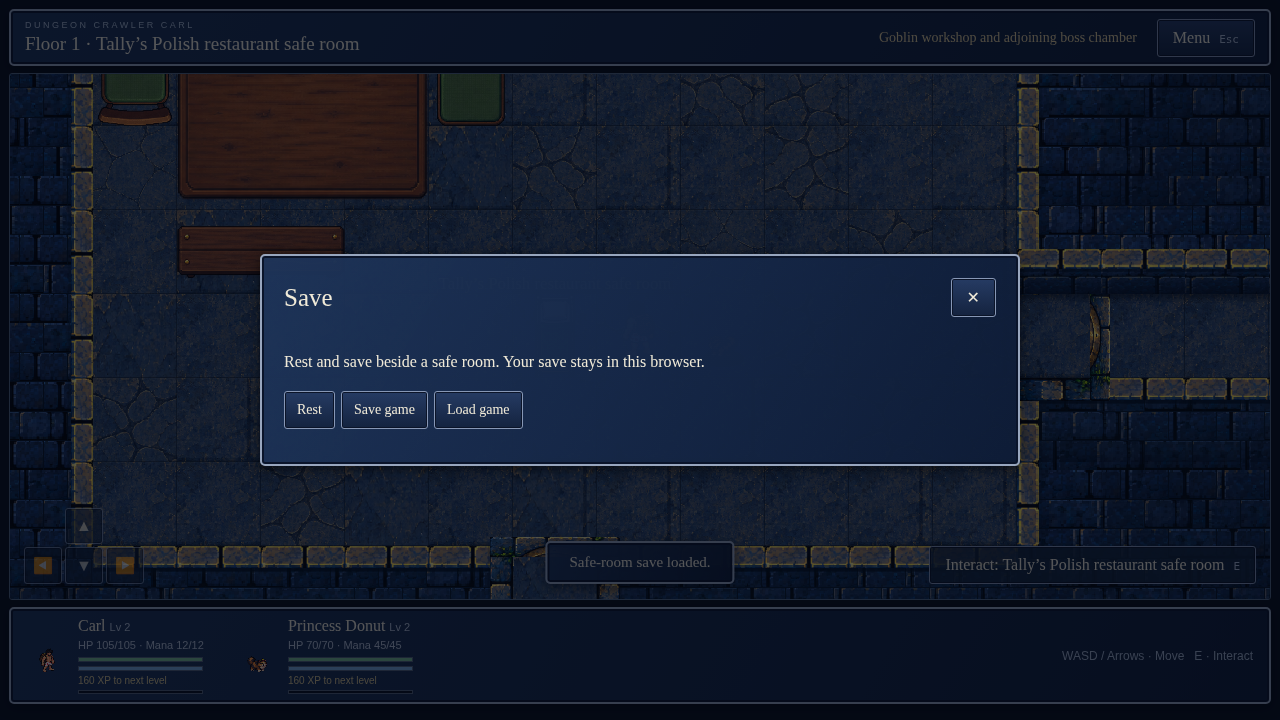 DUNGEON CRAWLER CARL
Floor 1 · Tally’s Polish restaurant safe room
Goblin workshop and adjoining boss chamber
Menu Esc
Save
×
Rest and save beside a safe room. Your save stays in this browser.
Rest
Save game
Load game
Safe-room save loaded.
Interact: Tally’s Polish restaurant safe room E
Carl Lv 2
HP 105/105 · Mana 12/12
160 XP to next level
Princess Donut Lv 2
HP 70/70 · Mana 45/45
160 XP to next level
WASD / Arrows · Move E · Interact